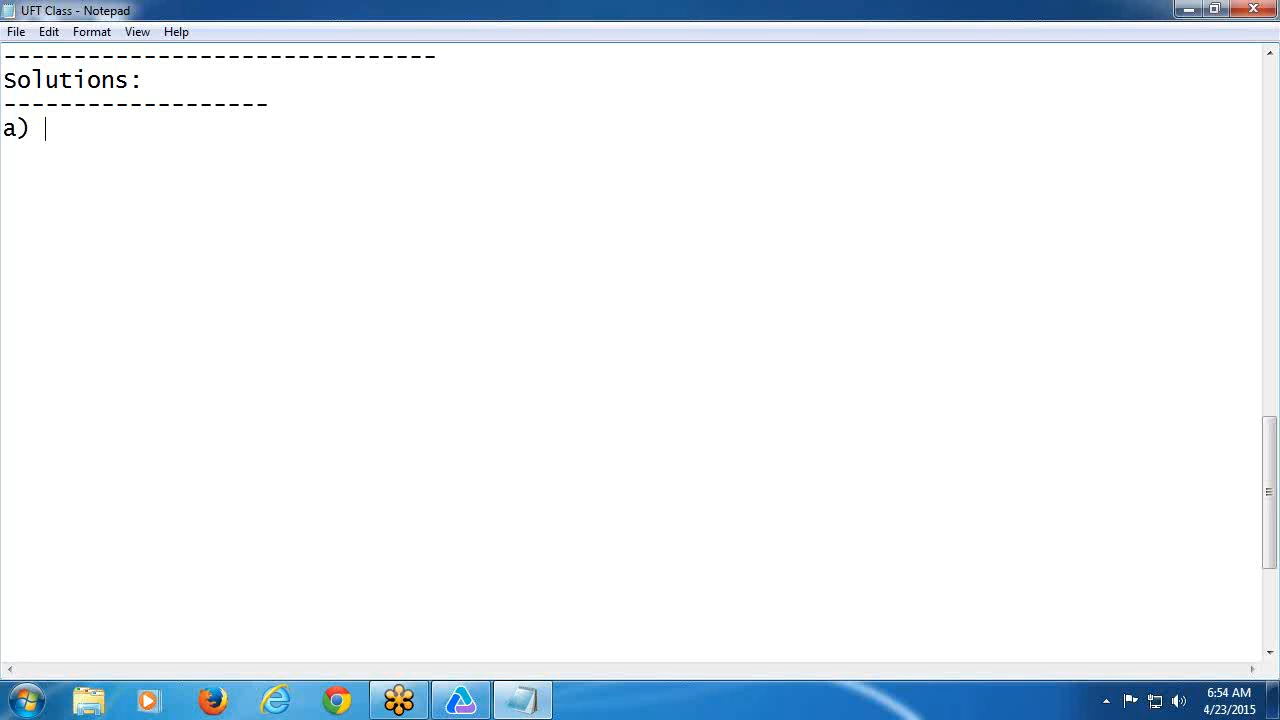 UFT Class - Notepad
File Edit Format View Help
-------------------------------
Solutions:
-------------------
a)
6:54 AM
4/23/2015